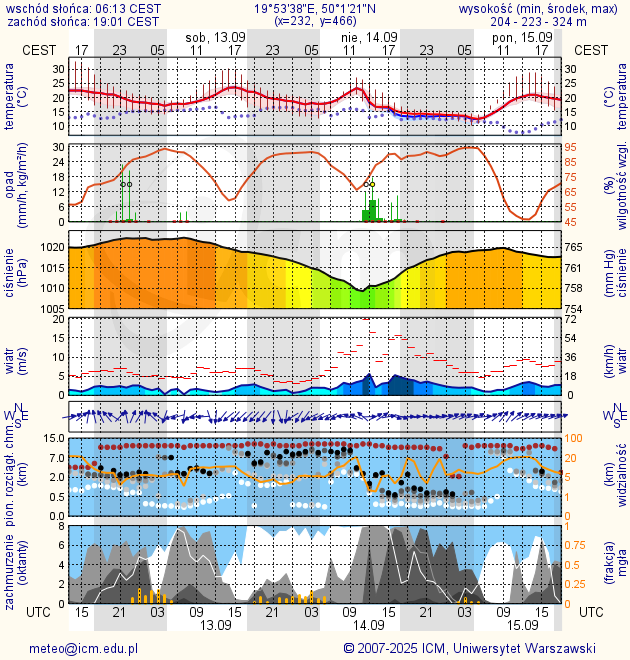 wschód słońca: 06:13 CEST 19°53'38"E, 50°1'21"N wysokość (min, środek, max)
zachód słońca: 19:01 CEST (x=232, y=466) 204 - 223 - 324 m
sob, 13.09 nie, 14.09 pon, 15.09
CEST 17 23 05 11 17 23 05 11 17 23 05 11 17 CEST
temperatura (°C)
30 30
25 25
20 20
15 15
10 10
temperatura (°C)
opad (mm/h, kg/m²/h)
30 95
24 85
18 75
12 65
6 55
0 45
wilgotność wzgl. (%)
ciśnienie (hPa)
1020 765
1015 761
1010 758
1005 754
ciśnienie (mm Hg)
wiatr (m/s)
20 72
15 54
10 36
5 18
0 0
wiatr (km/h)
N N
W E W E
S S
pion. rozciągł. chm. (km)
15.0 100
7.0 20
2.0 5
0.5 1
0.0 0
widzialność (km)
zachmurzenie (oktanty)
8 1
6 0.75
4 0.5
2 0.25
0 0
mgła (frakcja)
UTC 15 21 03 09 15 21 03 09 15 21 03 09 15 UTC
13.09 14.09 15.09
meteo@icm.edu.pl © 2007-2025 ICM, Uniwersytet Warszawski